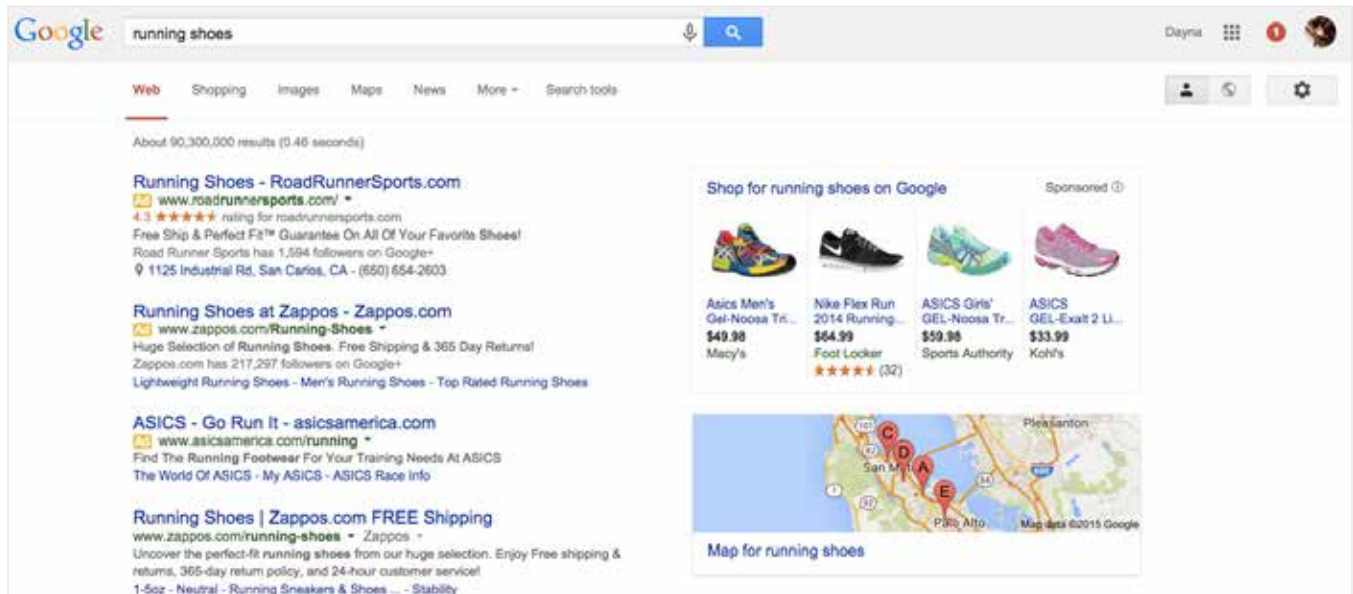 Google running shoes Dayna 1
Web Shopping Images Maps News More Search tools
About 90,300,000 results (0.46 seconds)
Running Shoes - RoadRunnerSports.com
Ad www.roadrunnersports.com/
4.3 ★★★★★ rating for roadrunnersports.com
Free Ship & Perfect Fit™ Guarantee On All Of Your Favorite Shoes!
Road Runner Sports has 1,594 followers on Google+
1125 Industrial Rd, San Carlos, CA - (650) 654-2603
Running Shoes at Zappos - Zappos.com
Ad www.zappos.com/Running-Shoes
Huge Selection of Running Shoes. Free Shipping & 365 Day Returns!
Zappos.com has 217,297 followers on Google+
Lightweight Running Shoes - Men's Running Shoes - Top Rated Running Shoes
ASICS - Go Run It - asicsamerica.com
Ad www.asicsamerica.com/running
Find The Running Footwear For Your Training Needs At ASICS
The World Of ASICS - My ASICS - ASICS Race Info
Running Shoes | Zappos.com FREE Shipping
www.zappos.com/running-shoes Zappos
Uncover the perfect-fit running shoes from our huge selection. Enjoy Free shipping &
returns, 365-day return policy, and 24-hour customer service!
1-5oz - Neutral - Running Sneakers & Shoes ... - Stability
Shop for running shoes on Google Sponsored
Asics Men's
Gel-Noosa Tri...
$49.98
Macy's
Nike Flex Run
2014 Running...
$64.99
Foot Locker
★★★★★ (32)
ASICS Girls'
GEL-Noosa Tr...
$59.98
Sports Authority
ASICS
GEL-Exalt 2 Li...
$33.99
Kohl's
Pleasanton
C
D
San M
A
E
84
92
1
Palo Alto
Map data ©2015 Google
Map for running shoes